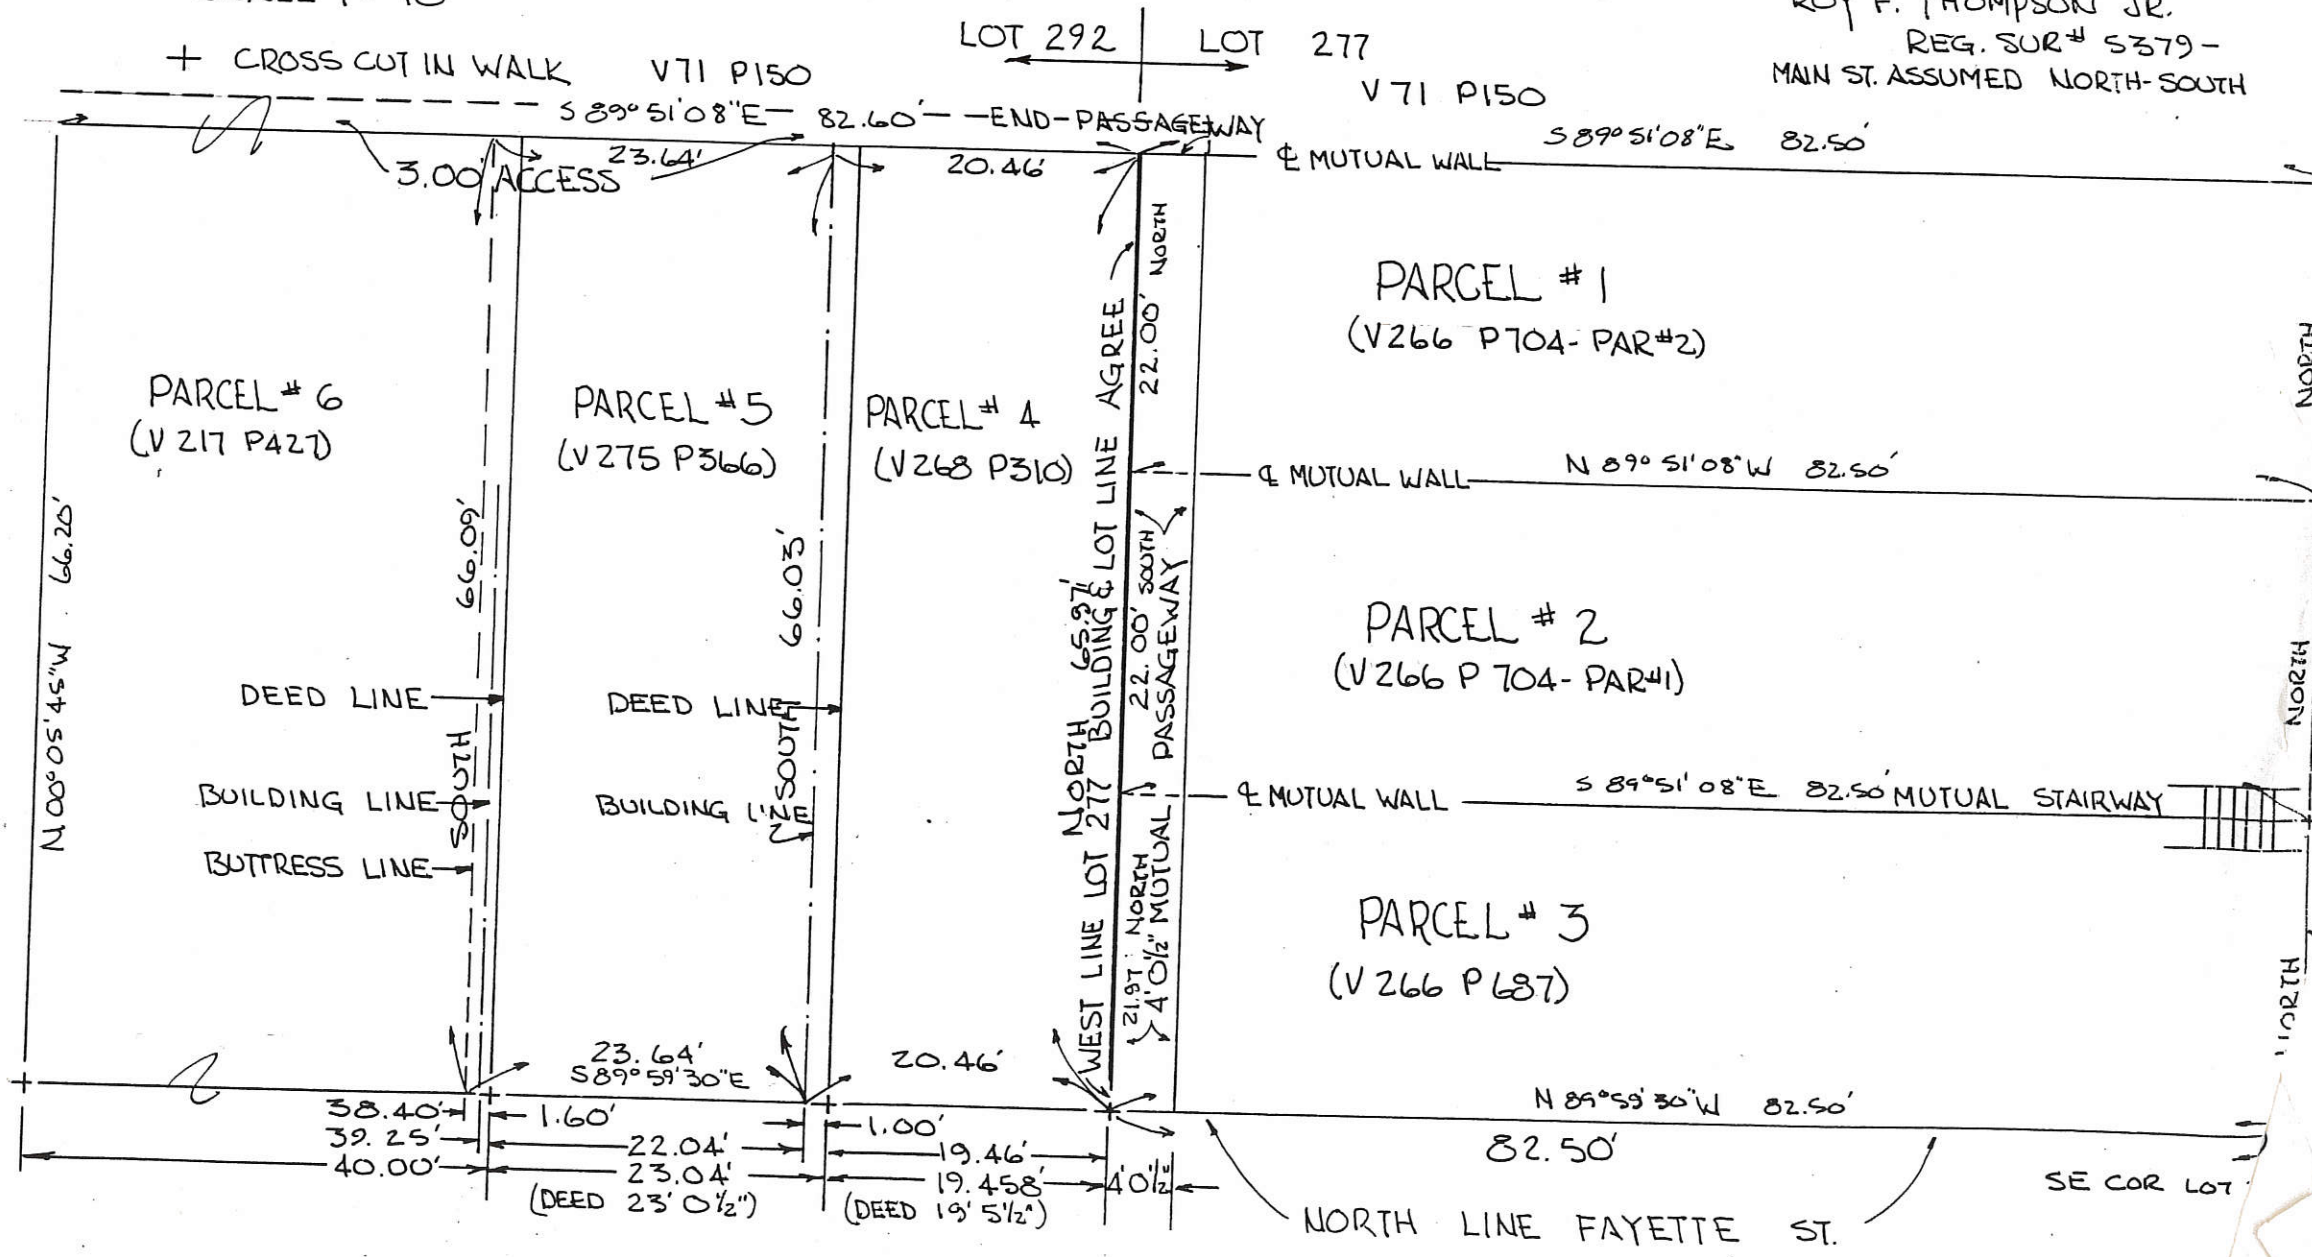 ROY F. THOMPSON JR.
REG. SUR# 5379-
MAIN ST. ASSUMED NORTH-SOUTH
LOT 292
LOT 277
+ CROSS CUT IN WALK
V71 P150
V71 P150
S89°51'08"E- 82.60'- -END-PASSAGEWAY
S89°51'08"E 82.50'
3.00' ACCESS
23.64'
20.46'
℄ MUTUAL WALL
22.00' NORTH
NORTH
PARCEL #1
(V266 P704-PAR#2)
PARCEL # 6
(V 217 P427)
PARCEL #5
(V275 P366)
PARCEL# 4
(V268 P310)
℄ MUTUAL WALL
N 89° 51'08"W 82.50'
N 00°05'45"W 66.20'
SOUTH 66.09'
SOUTH 66.03'
NORTH 65.97'
WEST LINE LOT 277 BUILDING & LOT LINE AGREE
22.00' SOUTH
4'0½" MUTUAL PASSAGEWAY
21.97' NORTH
PARCEL # 2
(V266 P 704-PAR#1)
NORTH
DEED LINE
DEED LINE
BUILDING LINE
BUILDING LINE
BUTTRESS LINE
℄ MUTUAL WALL
S 89°51'08"E 82.50' MUTUAL STAIRWAY
PARCEL # 3
(V 266 P 687)
NORTH
23.64'
S89°59'30"E
20.46'
N 89°59'30"W 82.50'
38.40'
1.60'
1.00'
39.25'
22.04'
19.46'
82.50'
40.00'
23.04'
19.458'
4'0½"
(DEED 23' 0½")
(DEED 19' 5½")
SE COR LOT
NORTH LINE FAYETTE ST.